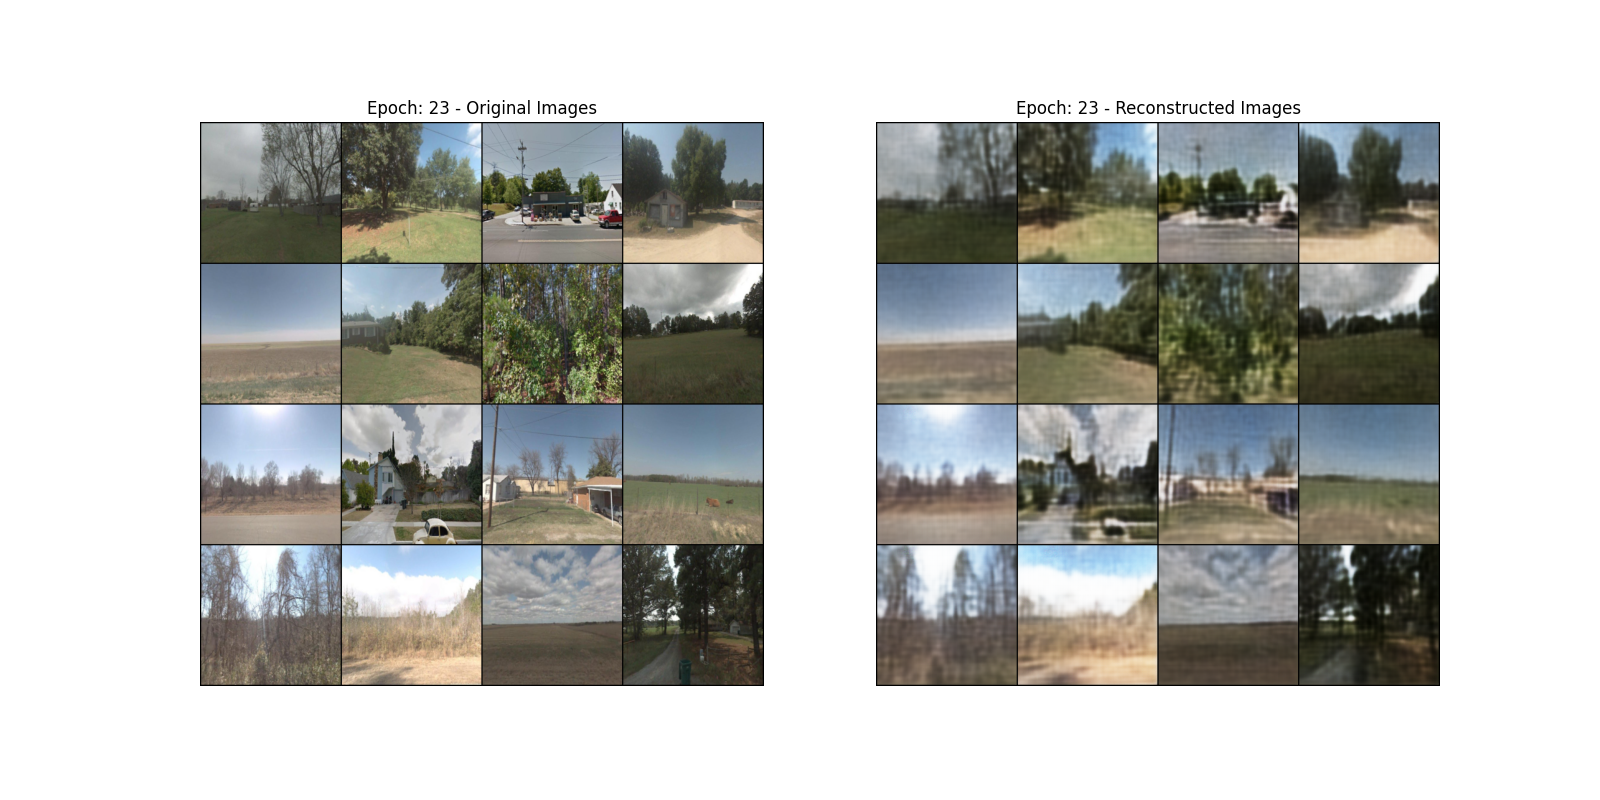 Epoch: 23 - Original Images
Epoch: 23 - Reconstructed Images